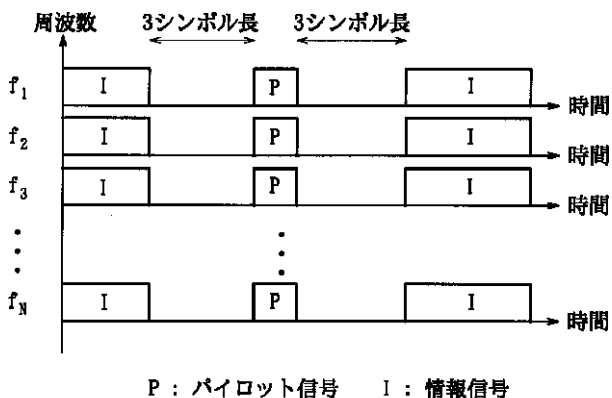 周波数 3シンボル長 3シンボル長
f₁ I P I 時間
f₂ I P I 時間
f₃ I P I 時間
f_N I P I 時間
P : パイロット信号 I : 情報信号